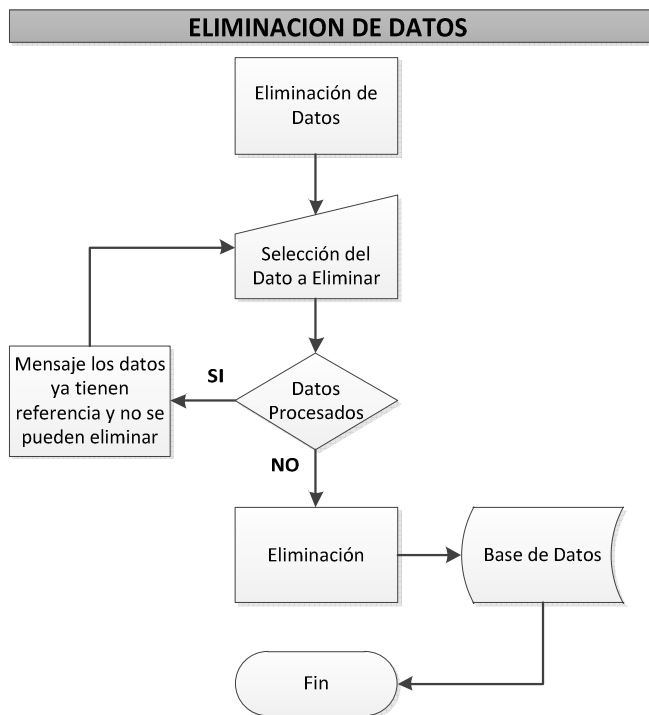 ELIMINACION DE DATOS
Eliminación de
Datos
Selección del
Dato a Eliminar
Mensaje los datos
ya tienen
referencia y no se
pueden eliminar
SI
Datos
Procesados
NO
Eliminación
Base de Datos
Fin